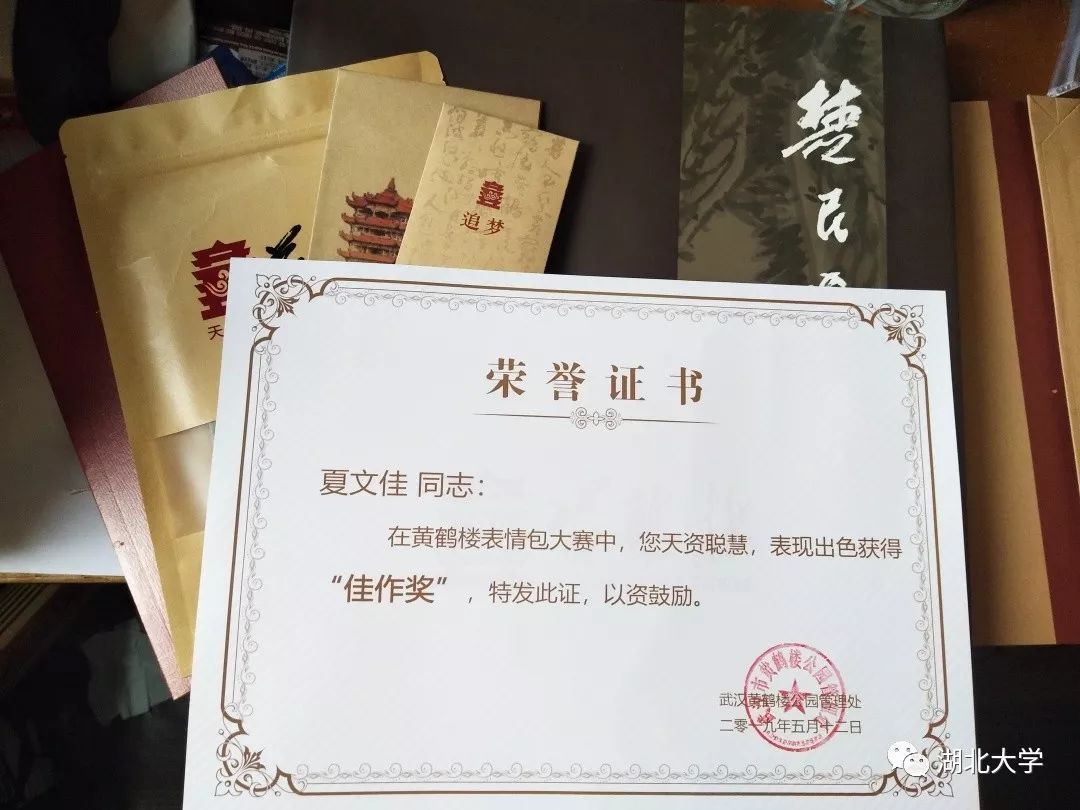 楚
民
追梦
天
荣誉证书
夏文佳 同志：
在黄鹤楼表情包大赛中，您天资聪慧，表现出色获得
“佳作奖”，特发此证，以资鼓励。
武汉黄鹤楼公园管理处
二零一九年五月十二日
湖北大学